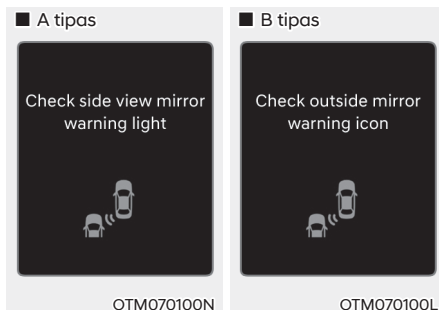 ■ A tipas
Check side view mirror
warning light
OTM070100N
■ B tipas
Check outside mirror
warning icon
OTM070100L